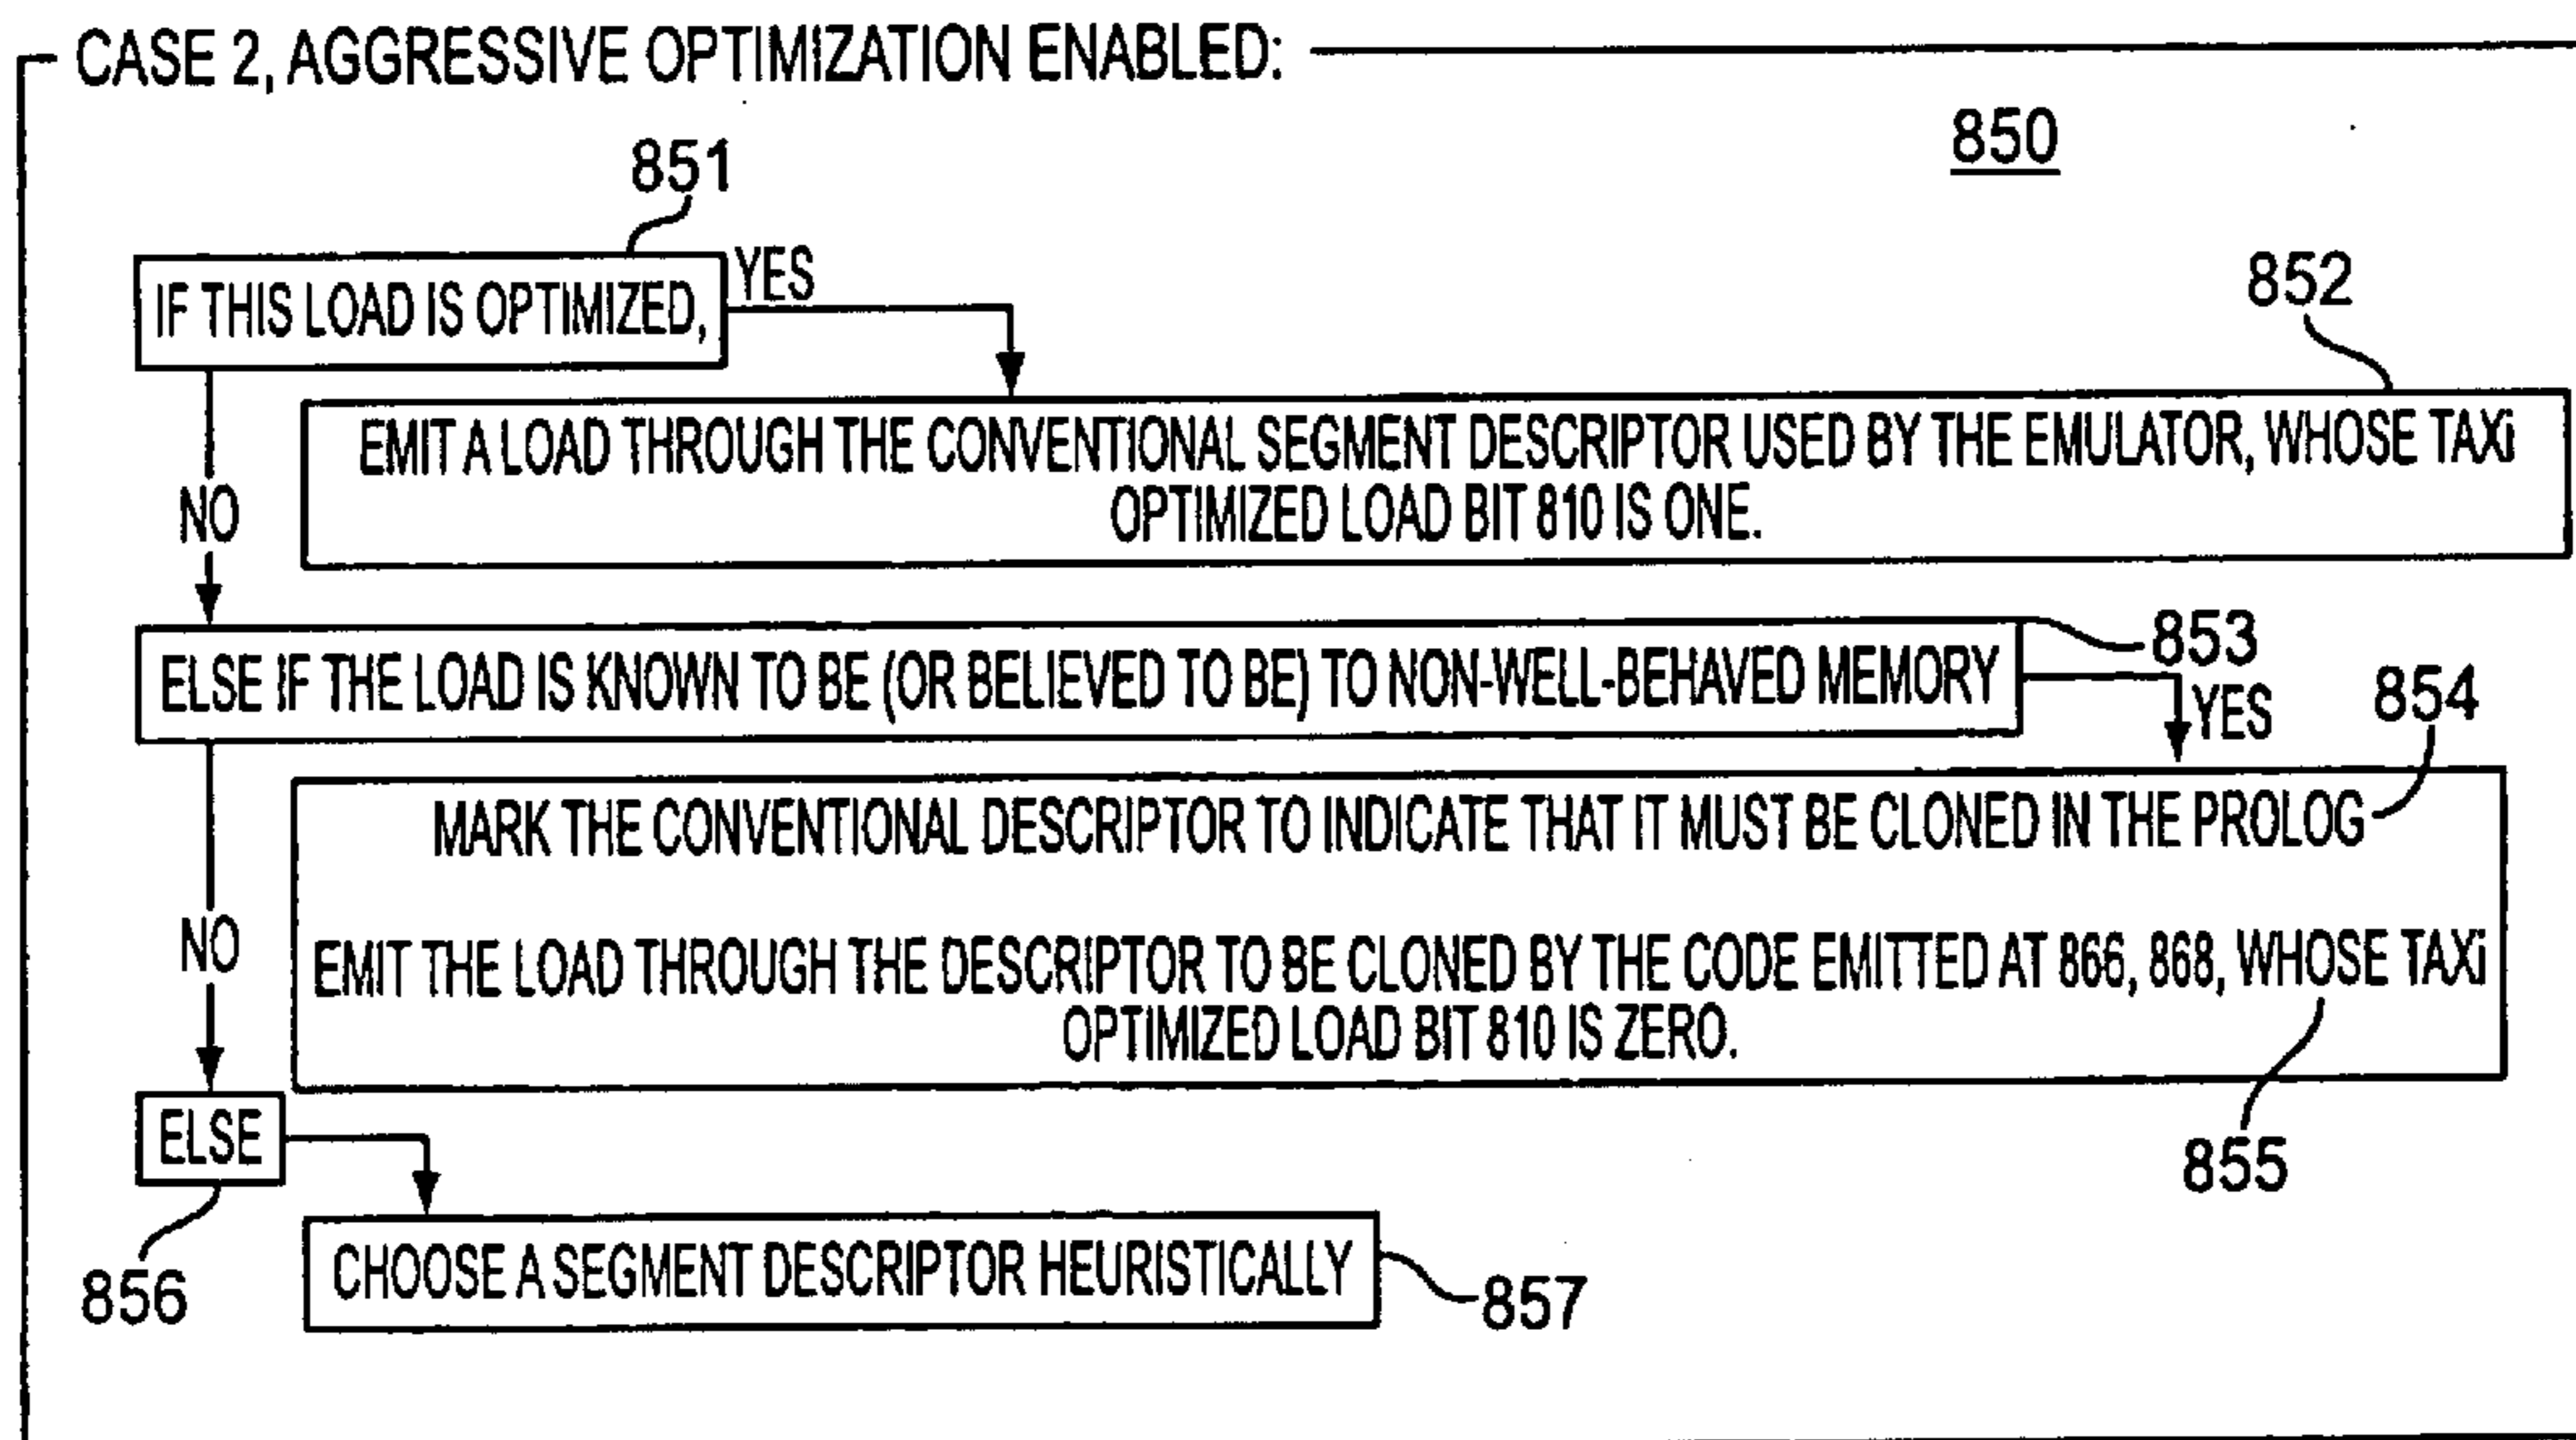 CASE 2, AGGRESSIVE OPTIMIZATION ENABLED:
850
851
IF THIS LOAD IS OPTIMIZED,
YES
852
EMIT A LOAD THROUGH THE CONVENTIONAL SEGMENT DESCRIPTOR USED BY THE EMULATOR, WHOSE TAXi
OPTIMIZED LOAD BIT 810 IS ONE.
NO
853
ELSE IF THE LOAD IS KNOWN TO BE (OR BELIEVED TO BE) TO NON-WELL-BEHAVED MEMORY
YES
854
MARK THE CONVENTIONAL DESCRIPTOR TO INDICATE THAT IT MUST BE CLONED IN THE PROLOG
NO
EMIT THE LOAD THROUGH THE DESCRIPTOR TO BE CLONED BY THE CODE EMITTED AT 866, 868, WHOSE TAXi
OPTIMIZED LOAD BIT 810 IS ZERO.
855
ELSE
856
CHOOSE A SEGMENT DESCRIPTOR HEURISTICALLY
857